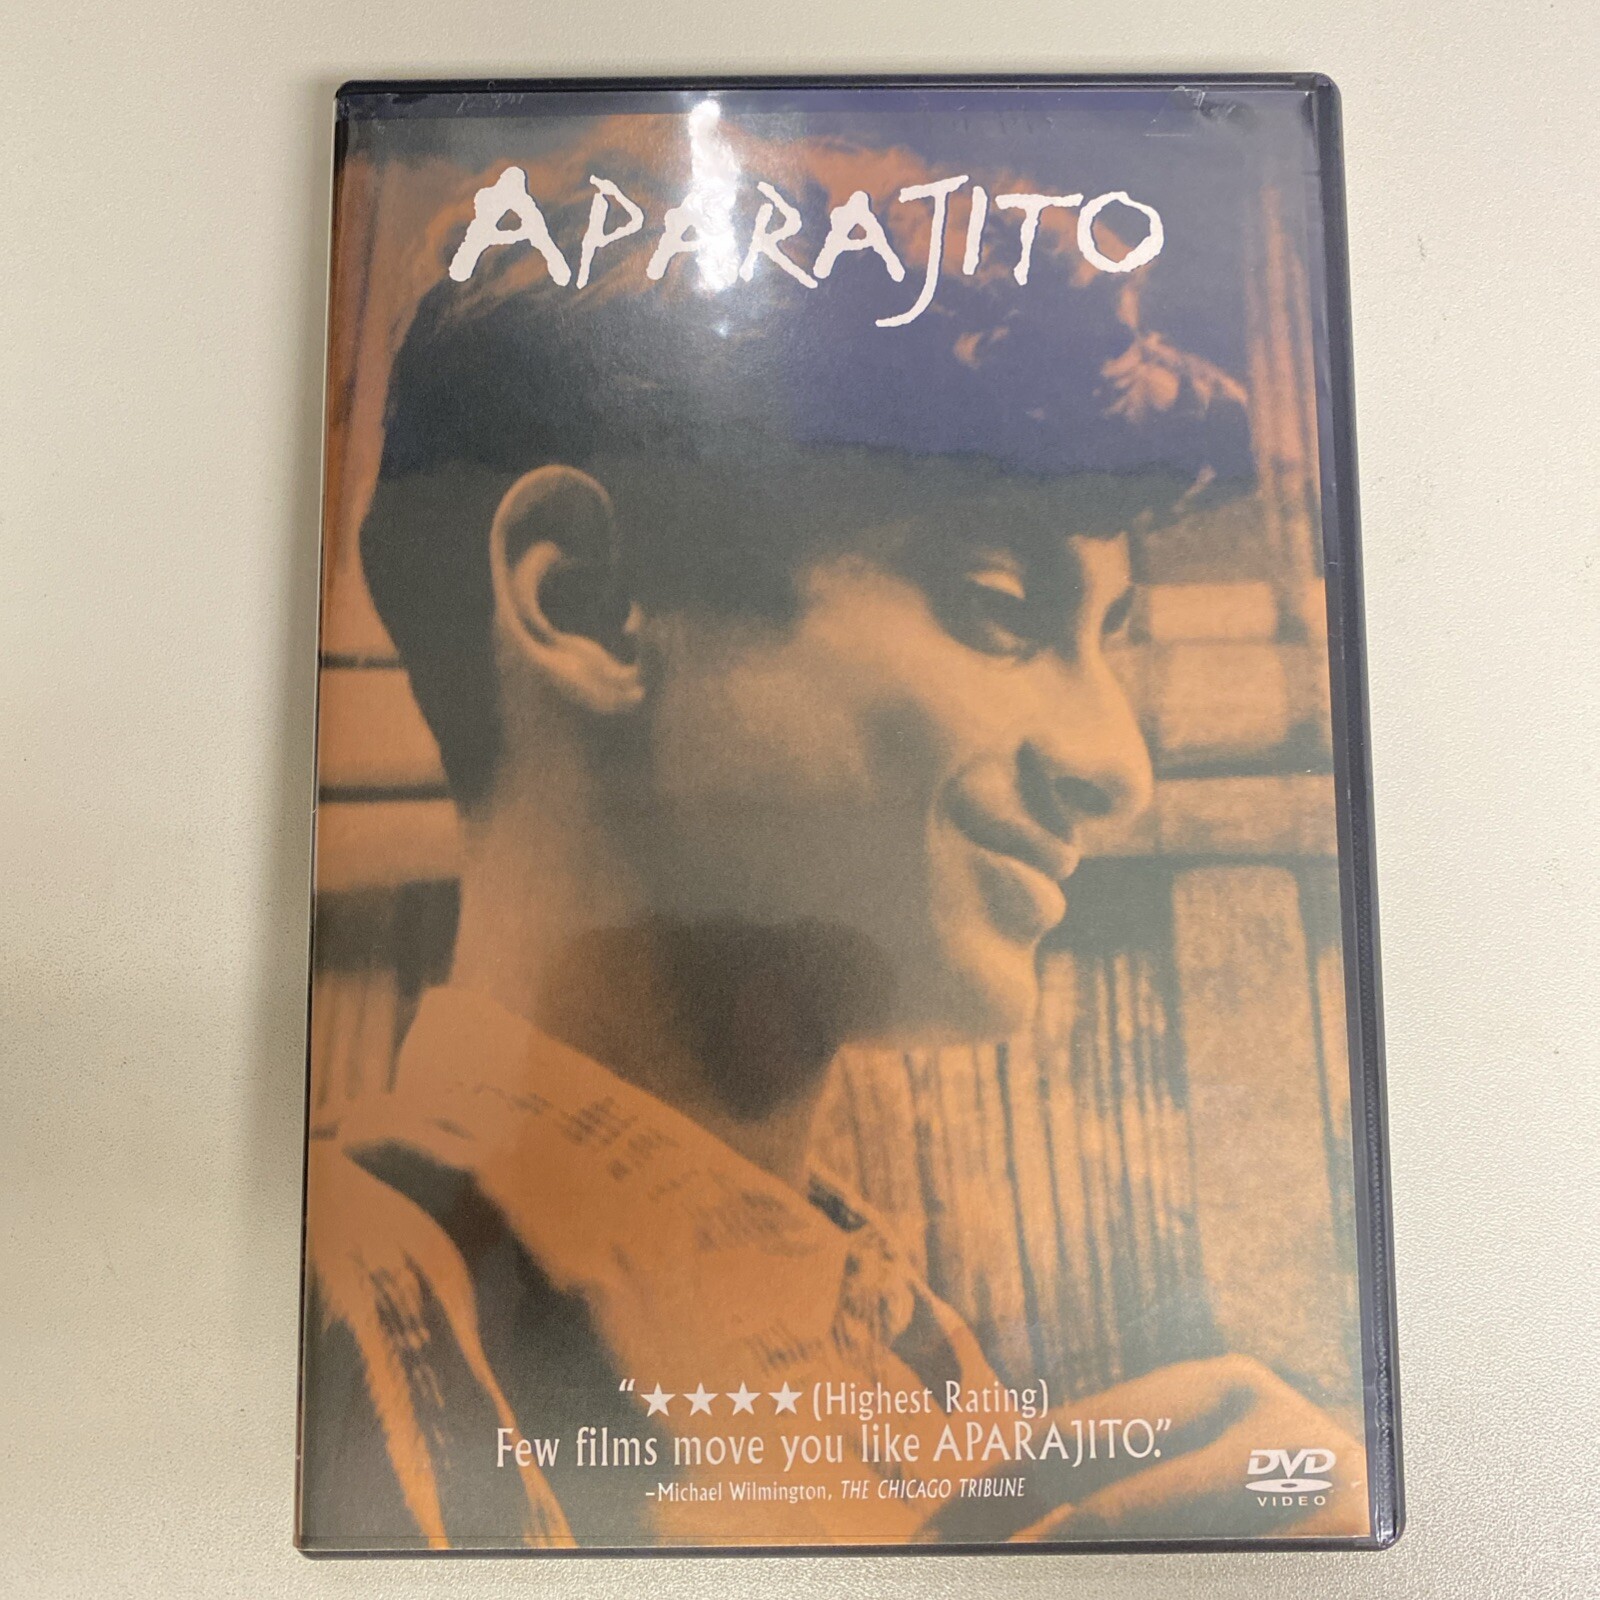 APARAJITO
“★★★★(Highest Rating)
Few films move you like APARAJITO.”
–Michael Wilmington, THE CHICAGO TRIBUNE
DVD
VIDEO